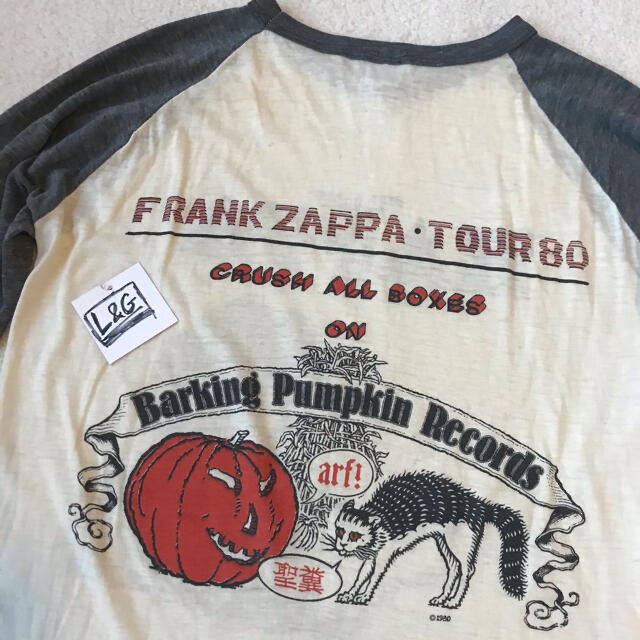 FRANK ZAPPA · TOUR 80
CRUSH ALL BOXES
ON
Barking Pumpkin Records
L&G
arf!
聖糞
©1980